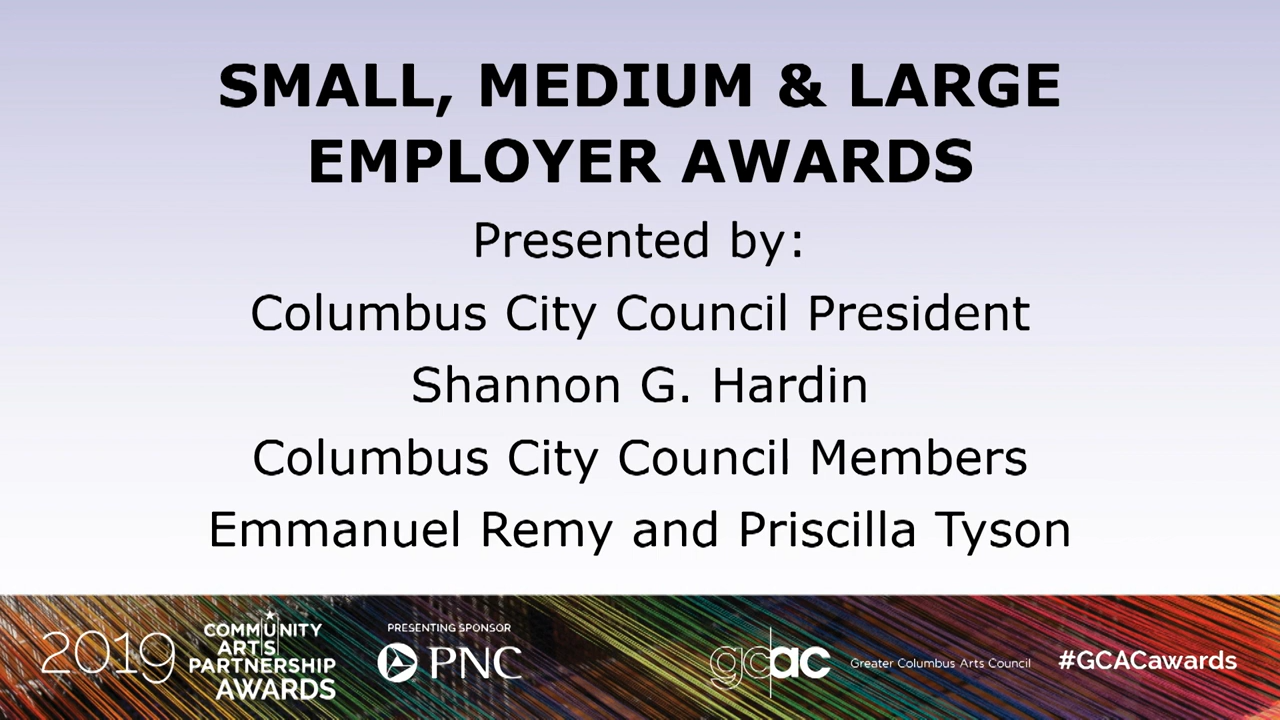 SMALL, MEDIUM & LARGE
EMPLOYER AWARDS
Presented by:
Columbus City Council President
Shannon G. Hardin
Columbus City Council Members
Emmanuel Remy and Priscilla Tyson
2019
COMMUNITY
ARTS
PARTNERSHIP
AWARDS
PRESENTING SPONSOR
PNC
gcac
Greater Columbus Arts Council
#GCACawards